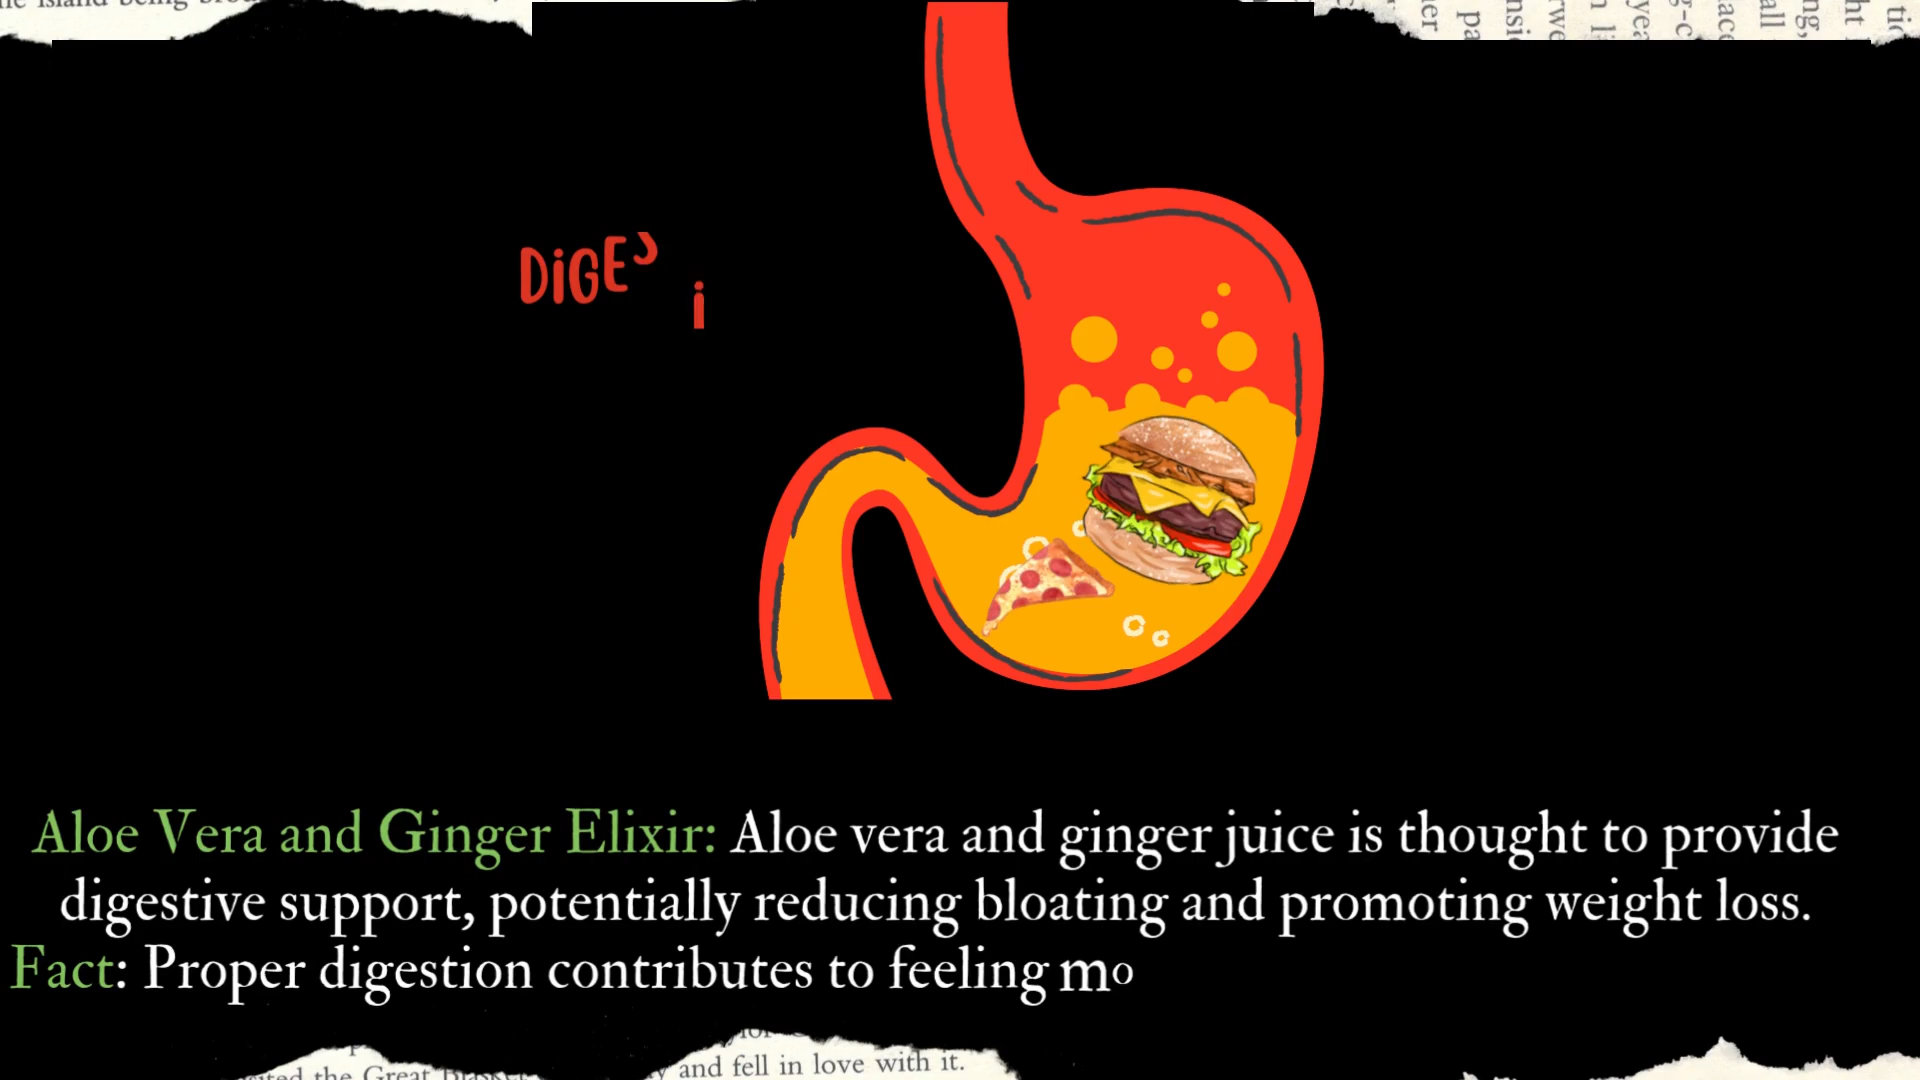 and fell in love with it.
DiGES i
Aloe Vera and Ginger Elixir: Aloe vera and ginger juice is thought to provide
digestive support, potentially reducing bloating and promoting weight loss.
Fact: Proper digestion contributes to feeling mo